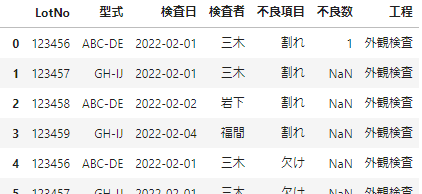 LotNo 型式 検査日 検査者 不良項目 不良数 工程
0 123456 ABC-DE 2022-02-01 三木 割れ 1 外観検査
1 123457 GH-IJ 2022-02-01 三木 割れ NaN 外観検査
2 123458 ABC-DE 2022-02-02 岩下 割れ NaN 外観検査
3 123459 GH-IJ 2022-02-04 福間 割れ NaN 外観検査
4 123456 ABC-DE 2022-02-01 三木 欠け NaN 外観検査
5 123457 GH-IJ 2022-02-01 三木 欠け NaN 外観検査